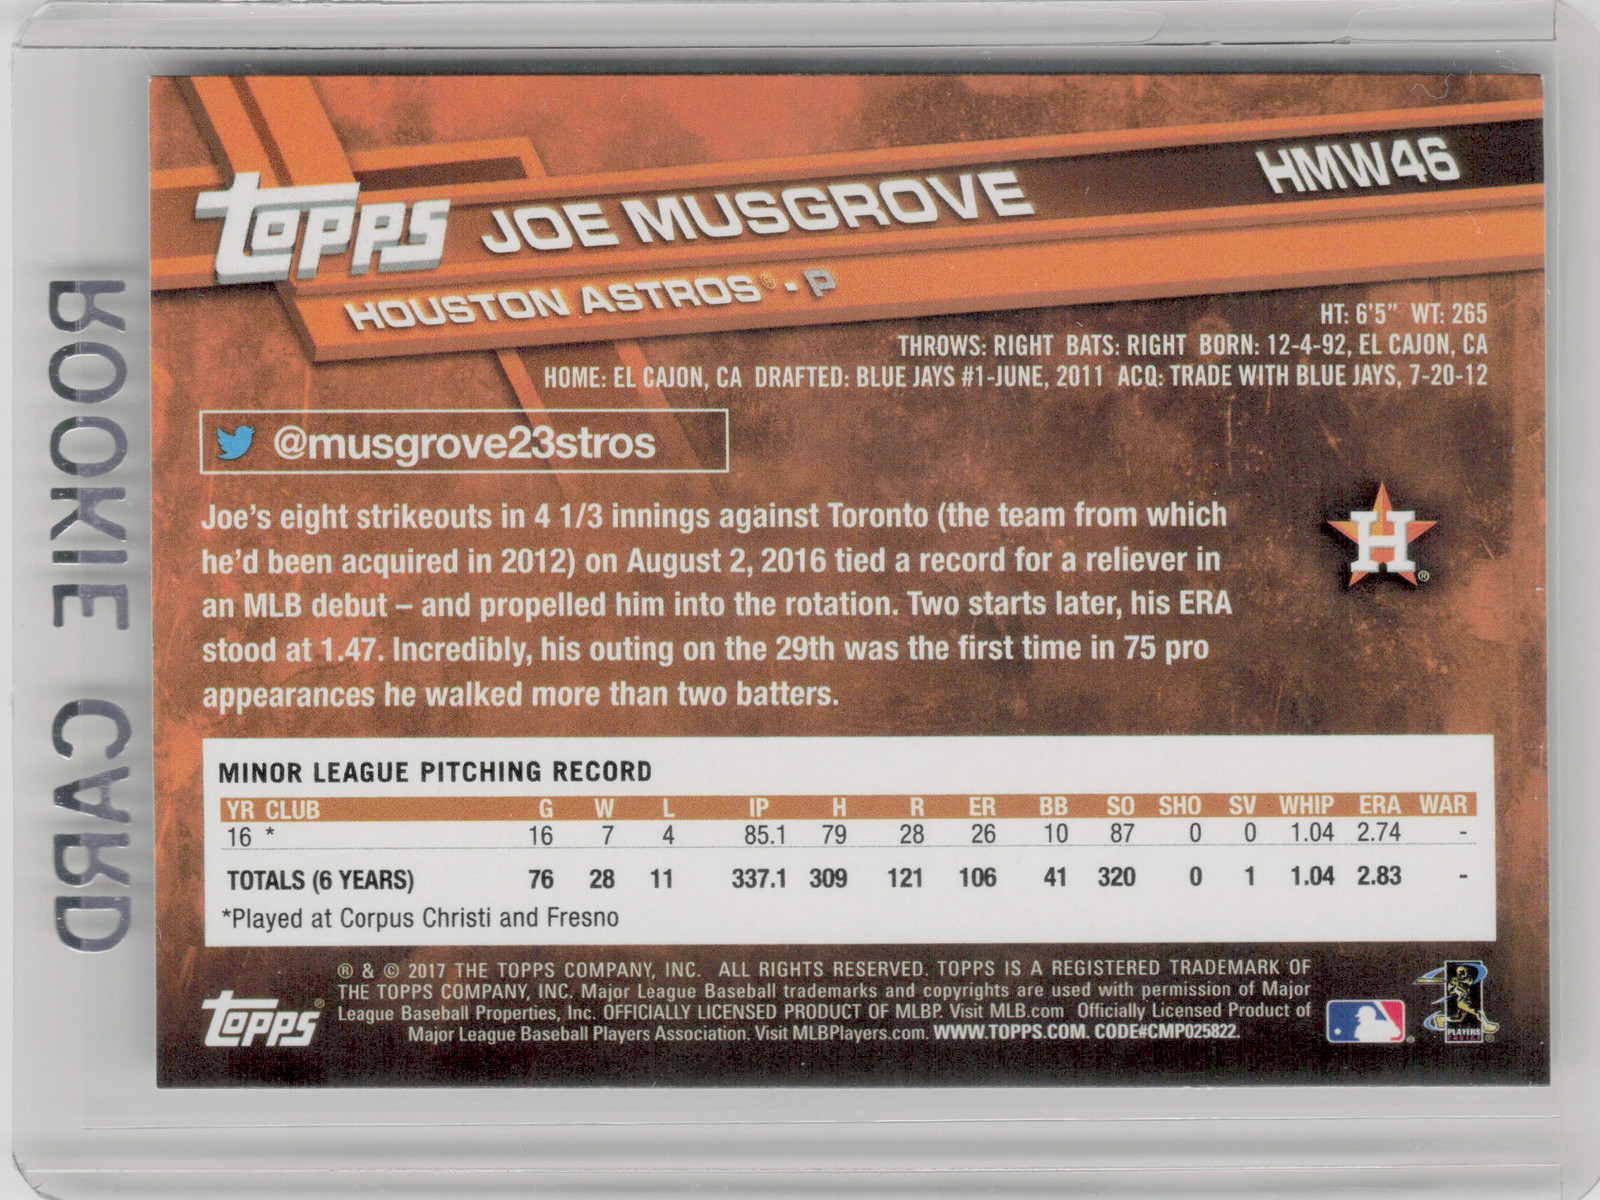 ROOKIE CARD
topps JOE MUSGROVE HMW46
HOUSTON ASTROS® • P
HT: 6'5" WT: 265
THROWS: RIGHT BATS: RIGHT BORN: 12-4-92, EL CAJON, CA
HOME: EL CAJON, CA DRAFTED: BLUE JAYS #1-JUNE, 2011 ACQ: TRADE WITH BLUE JAYS, 7-20-12
@musgrove23stros
Joe's eight strikeouts in 4 1/3 innings against Toronto (the team from which
he'd been acquired in 2012) on August 2, 2016 tied a record for a reliever in
an MLB debut – and propelled him into the rotation. Two starts later, his ERA
stood at 1.47. Incredibly, his outing on the 29th was the first time in 75 pro
appearances he walked more than two batters.
H®
MINOR LEAGUE PITCHING RECORD
YR CLUB G W L IP H R ER BB SO SHO SV WHIP ERA WAR
16 * 16 7 4 85.1 79 28 26 10 87 0 0 1.04 2.74 -
TOTALS (6 YEARS) 76 28 11 337.1 309 121 106 41 320 0 1 1.04 2.83 -
*Played at Corpus Christi and Fresno
® & © 2017 THE TOPPS COMPANY, INC. ALL RIGHTS RESERVED. TOPPS IS A REGISTERED TRADEMARK OF
THE TOPPS COMPANY, INC. Major League Baseball trademarks and copyrights are used with permission of Major
League Baseball Properties, Inc. OFFICIALLY LICENSED PRODUCT OF MLBP. Visit MLB.com Officially Licensed Product of
Major League Baseball Players Association. Visit MLBPlayers.com. WWW.TOPPS.COM. CODE#CMP025822.
topps®
PLAYERS
CHOICE